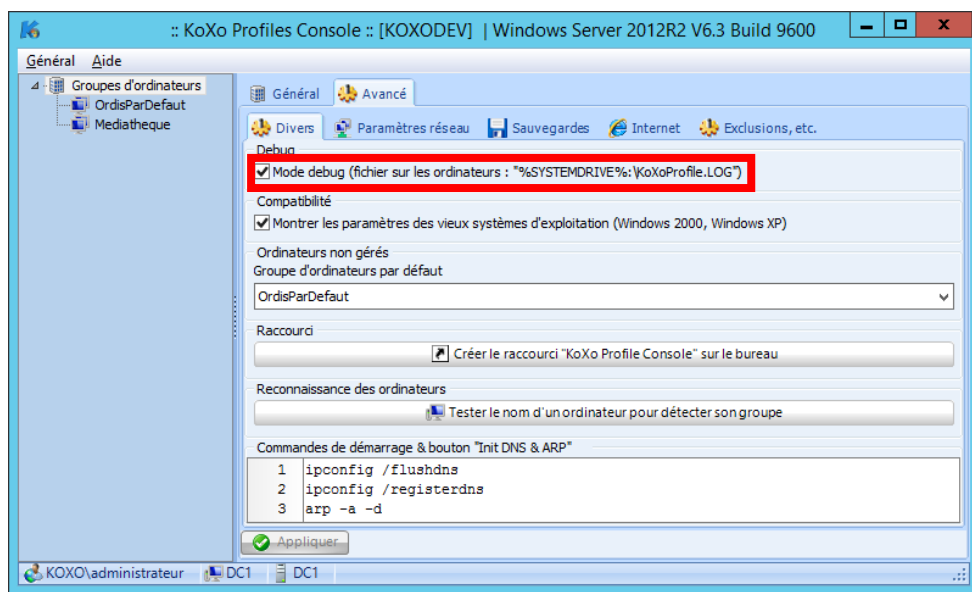 :: KoXo Profiles Console :: [KOXODEV] | Windows Server 2012R2 V6.3 Build 9600
Général Aide
Groupes d'ordinateurs
OrdisParDefaut
Mediatheque
Général Avancé
Divers Paramètres réseau Sauvegardes Internet Exclusions, etc.
Debug
Mode debug (fichier sur les ordinateurs : "%SYSTEMDRIVE%:\KoXoProfile.LOG")
Compatibilité
Montrer les paramètres des vieux systèmes d'exploitation (Windows 2000, Windows XP)
Ordinateurs non gérés
Groupe d'ordinateurs par défaut
OrdisParDefaut
Raccourci
Créer le raccourci "KoXo Profile Console" sur le bureau
Reconnaissance des ordinateurs
Tester le nom d'un ordinateur pour détecter son groupe
Commandes de démarrage & bouton "Init DNS & ARP"
1 ipconfig /flushdns
2 ipconfig /registerdns
3 arp -a -d
Appliquer
KOXO\administrateur DC1 DC1